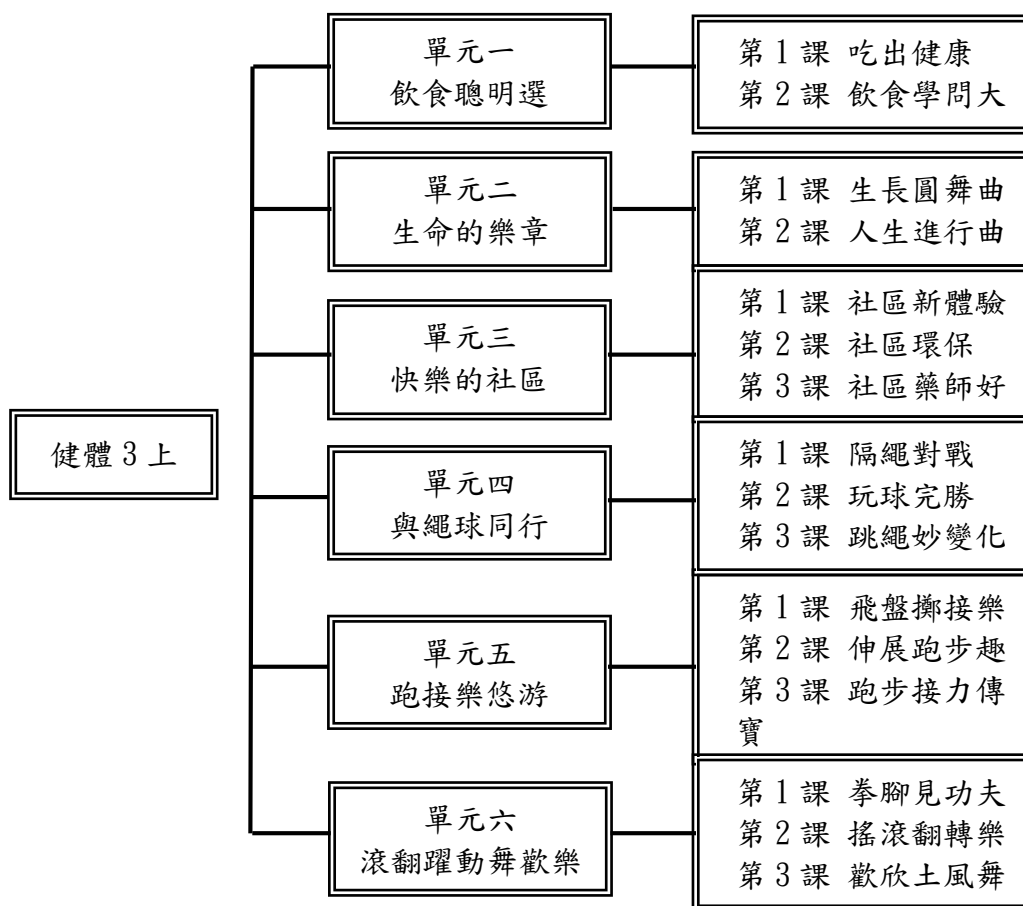 健體3上
單元一
飲食聰明選
第1課 吃出健康
第2課 飲食學問大
單元二
生命的樂章
第1課 生長圓舞曲
第2課 人生進行曲
單元三
快樂的社區
第1課 社區新體驗
第2課 社區環保
第3課 社區藥師好
單元四
與繩球同行
第1課 隔繩對戰
第2課 玩球完勝
第3課 跳繩妙變化
單元五
跑接樂悠游
第1課 飛盤擲接樂
第2課 伸展跑步趣
第3課 跑步接力傳
寶
單元六
滾翻躍動舞歡樂
第1課 拳腳見功夫
第2課 搖滾翻轉樂
第3課 歡欣土風舞